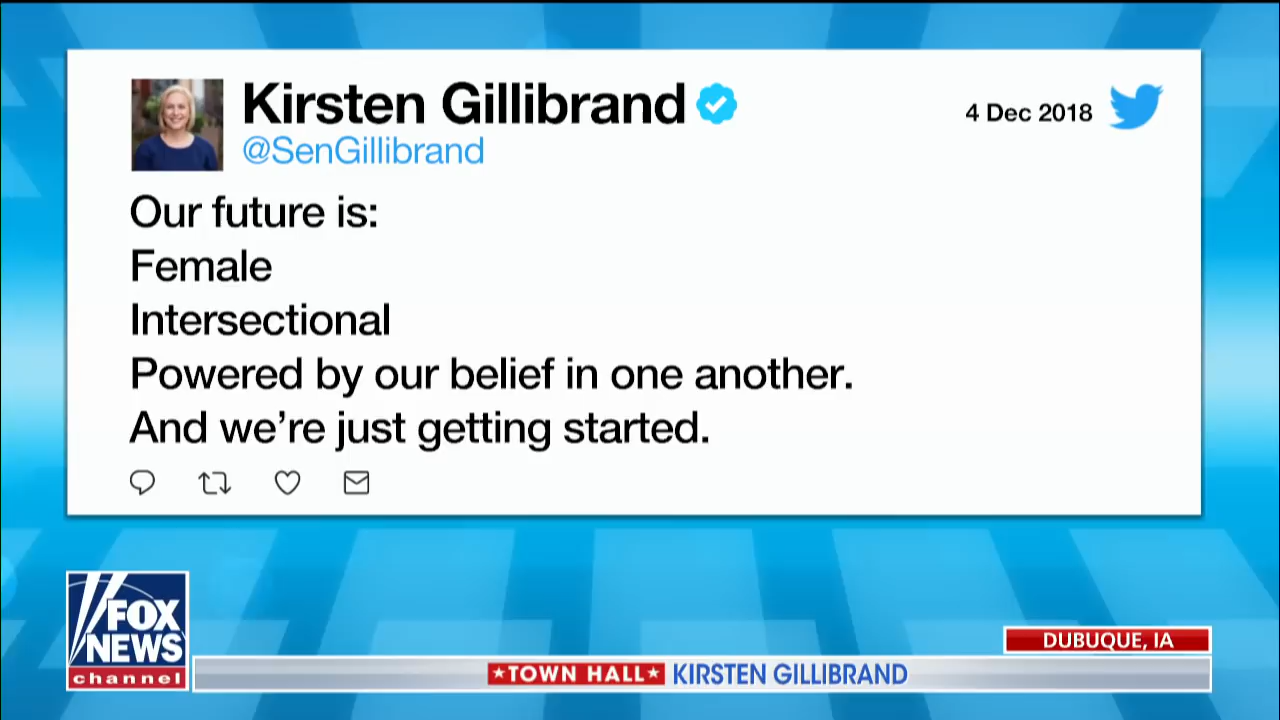 Kirsten Gillibrand
@SenGillibrand
4 Dec 2018
Our future is:
Female
Intersectional
Powered by our belief in one another.
And we're just getting started.
FOX
NEWS
channel
DUBUQUE, IA
★TOWN HALL★ KIRSTEN GILLIBRAND